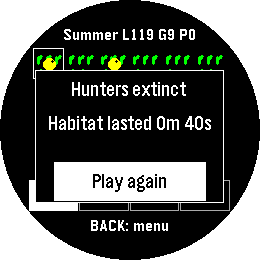 Summer L119 G9 P0
Hunters extinct
Habitat lasted 0m 40s
Play again
BACK: menu